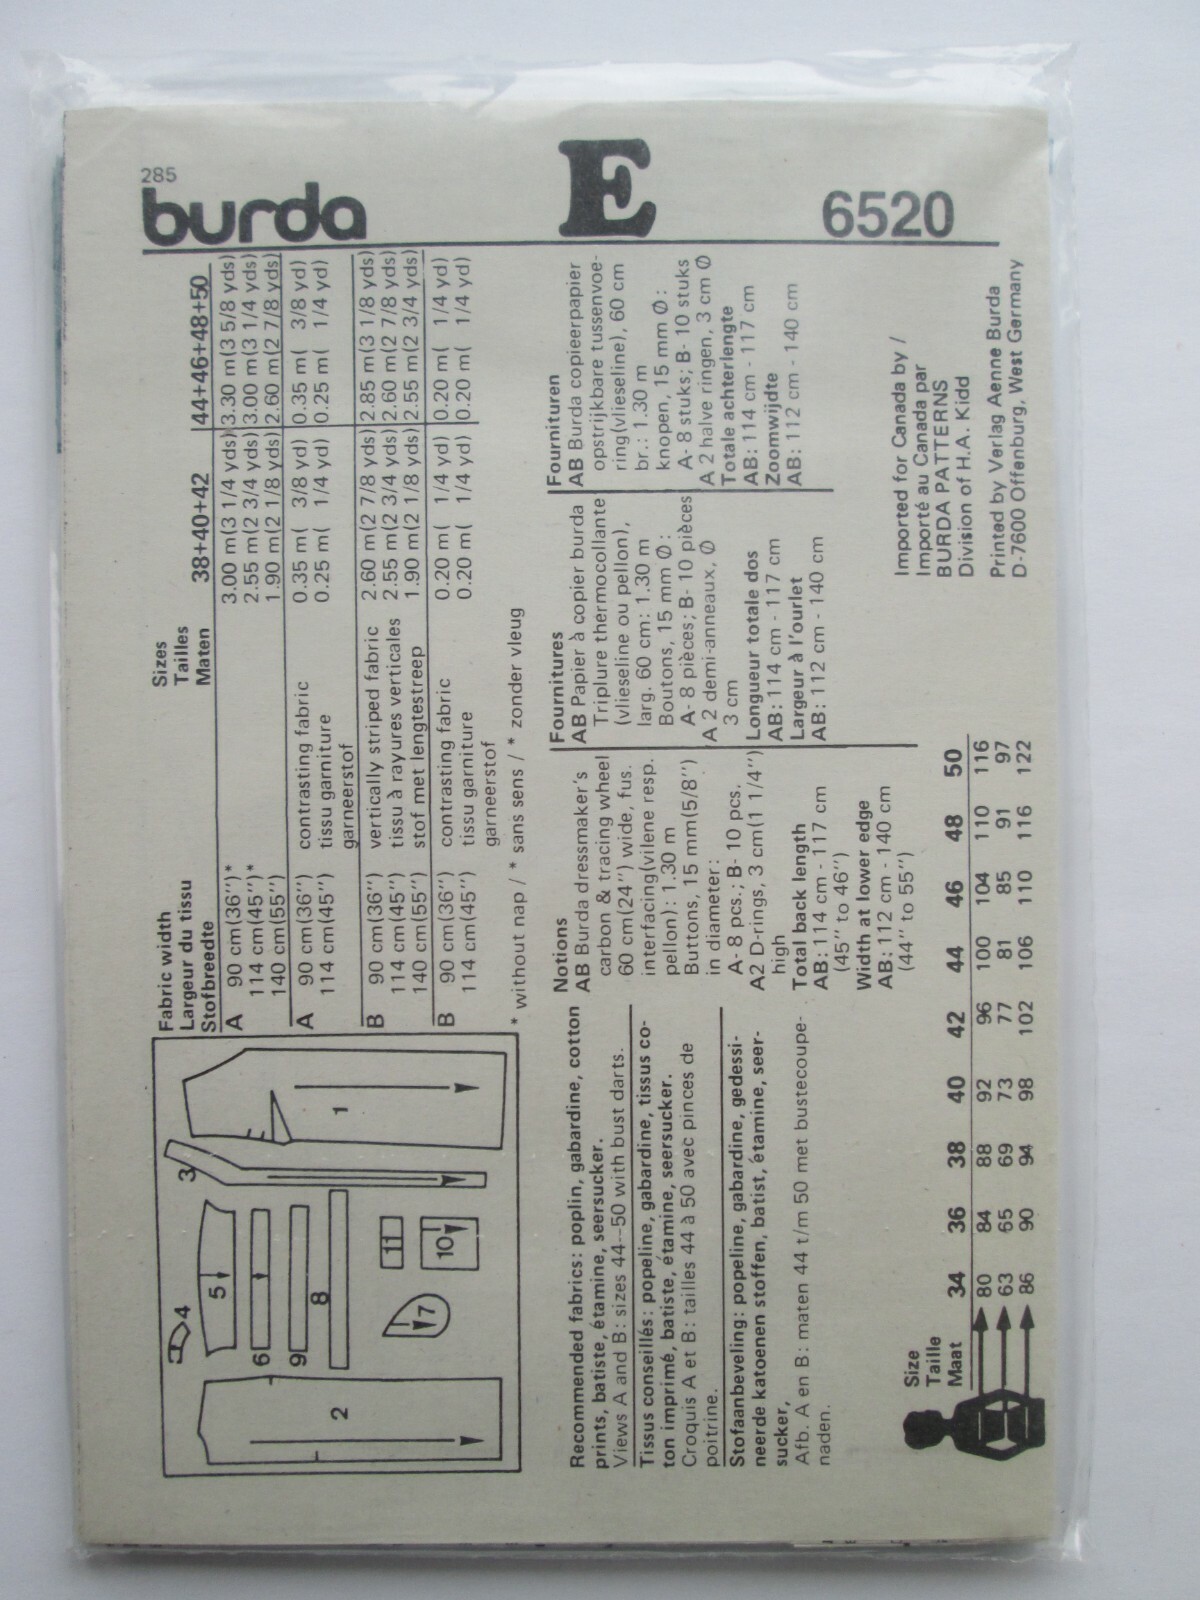 285
burda
E
6520
Fabric width
Largeur du tissu
Stofbreedte
Sizes
Tailles
Maten
38+40+42
44+46+48+50
A 90 cm(36")* 3.00 m(3 1/4 yds) 3.30 m(3 5/8 yds)
114 cm(45")* 2.55 m(2 3/4 yds) 3.00 m(3 1/4 yds)
140 cm(55") 1.90 m(2 1/8 yds) 2.60 m(2 7/8 yds)
A 90 cm(36") contrasting fabric 0.35 m( 3/8 yd) 0.35 m( 3/8 yd)
114 cm(45") tissu garniture 0.25 m( 1/4 yd) 0.25 m( 1/4 yd)
garneerstof
B 90 cm(36") vertically striped fabric 2.60 m(2 7/8 yds) 2.85 m(3 1/8 yds)
114 cm(45") tissu à rayures verticales 2.55 m(2 3/4 yds) 2.60 m(2 7/8 yds)
140 cm(55") stof met lengtestreep 1.90 m(2 1/8 yds) 2.55 m(2 3/4 yds)
B 90 cm(36") contrasting fabric 0.20 m( 1/4 yd) 0.20 m( 1/4 yd)
114 cm(45") tissu garniture 0.20 m( 1/4 yd) 0.20 m( 1/4 yd)
garneerstof
* without nap / * sans sens / * zonder vleug
1
2
3
4
5
6
7
8
9
10
11
Recommended fabrics: poplin, gabardine, cotton
prints, batiste, étamine, seersucker.
Views A and B: sizes 44--50 with bust darts.
Tissus conseillés: popeline, gabardine, tissus co-
ton imprimé, batiste, étamine, seersucker.
Croquis A et B: tailles 44 à 50 avec pinces de
poitrine.
Stofaanbeveling: popeline, gabardine, gedessi-
neerde katoenen stoffen, batist, étamine, seer-
sucker,
Afb. A en B: maten 44 t/m 50 met bustecoupe-
naden.
Notions
AB Burda dressmaker's
carbon & tracing wheel
60 cm(24") wide, fus.
interfacing(vilene resp.
pellon): 1.30 m
Buttons, 15 mm(5/8")
in diameter:
A- 8 pcs.; B- 10 pcs.
A2 D-rings, 3 cm(1 1/4")
high
Total back length
AB: 114 cm - 117 cm
(45" to 46")
Width at lower edge
AB: 112 cm - 140 cm
(44" to 55")
Fournitures
AB Papier à copier burda
Triplure thermocollante
(vlieseline ou pellon),
larg. 60 cm: 1.30 m
Boutons, 15 mm Ø:
A- 8 pièces; B- 10 pièces
A 2 demi-anneaux, Ø
3 cm
Longueur totale dos
AB: 114 cm - 117 cm
Largeur à l'ourlet
AB: 112 cm - 140 cm
Fournituren
AB Burda copieerpapier
opstrijkbare tussenvoe-
ring(vlieseline), 60 cm
br.: 1.30 m
knopen, 15 mm Ø:
A- 8 stuks; B- 10 stuks
A 2 halve ringen, 3 cm Ø
Totale achterlengte
AB: 114 cm - 117 cm
Zoomwijdte
AB: 112 cm - 140 cm
Size
Taille
Maat 34 36 38 40 42 44 46 48 50
80 84 88 92 96 100 104 110 116
63 65 69 73 77 81 85 91 97
86 90 94 98 102 106 110 116 122
Imported for Canada by /
Importé au Canada par
BURDA PATTERNS
Division of H.A. Kidd
Printed by Verlag Aenne Burda
D-7600 Offenburg, West Germany